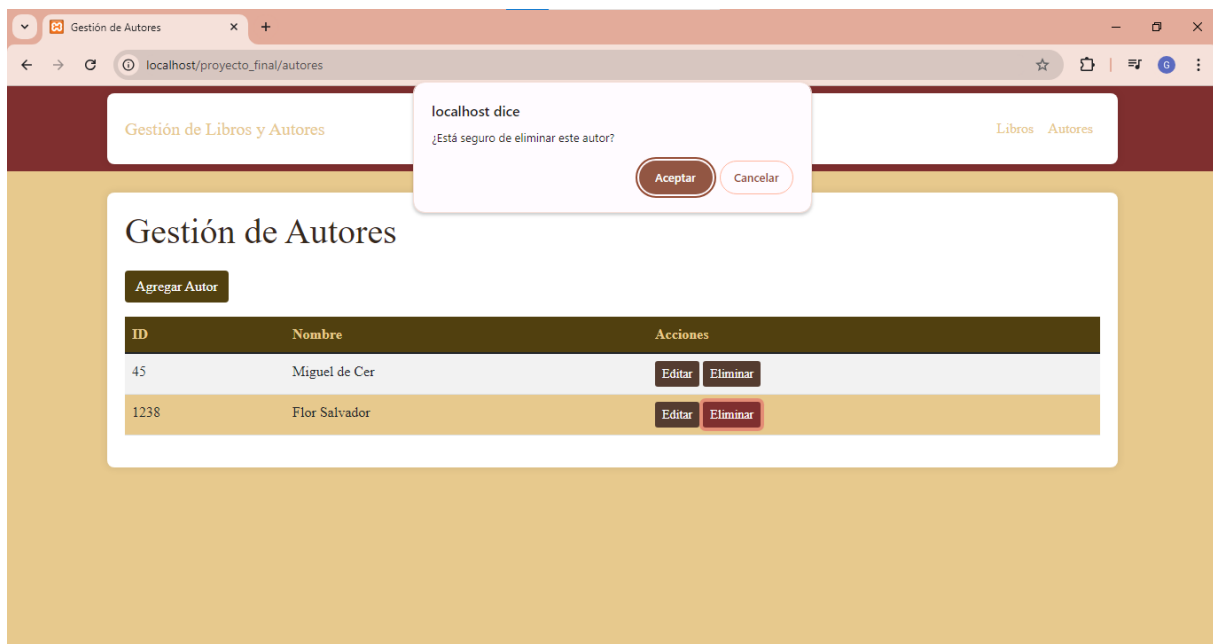 Gestión de Autores
localhost/proyecto_final/autores
G
localhost dice
¿Está seguro de eliminar este autor?
Aceptar Cancelar
Gestión de Libros y Autores Libros Autores
Gestión de Autores
Agregar Autor
ID Nombre Acciones
45 Miguel de Cer Editar Eliminar
1238 Flor Salvador Editar Eliminar